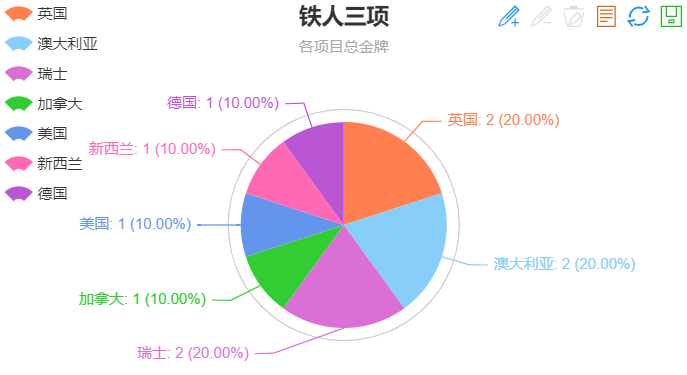 铁人三项
各项目总金牌
英国
澳大利亚
瑞士
加拿大
美国
新西兰
德国
德国: 1 (10.00%)
英国: 2 (20.00%)
新西兰: 1 (10.00%)
美国: 1 (10.00%)
澳大利亚: 2 (20.00%)
加拿大: 1 (10.00%)
瑞士: 2 (20.00%)